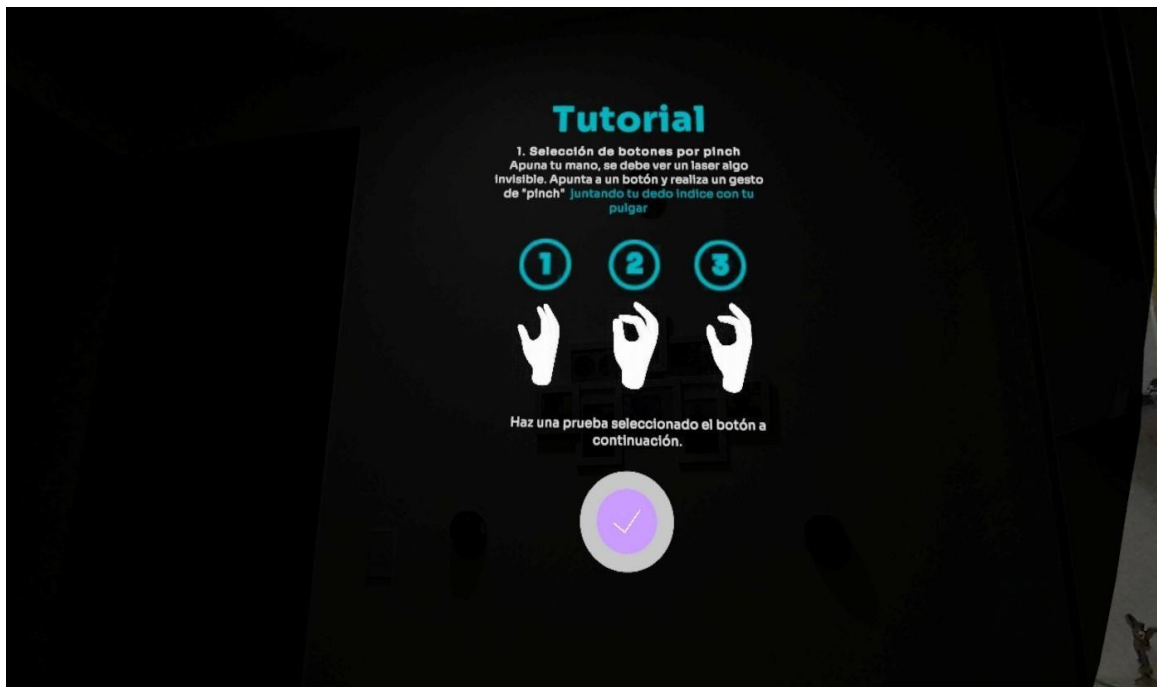 Tutorial
1. Selección de botones por pinch
Apuna tu mano, se debe ver un laser algo
invisible. Apunta a un botón y realiza un gesto
de "pinch" juntando tu dedo indice con tu
pulgar
1 2 3
Haz una prueba seleccionado el botón a
continuación.